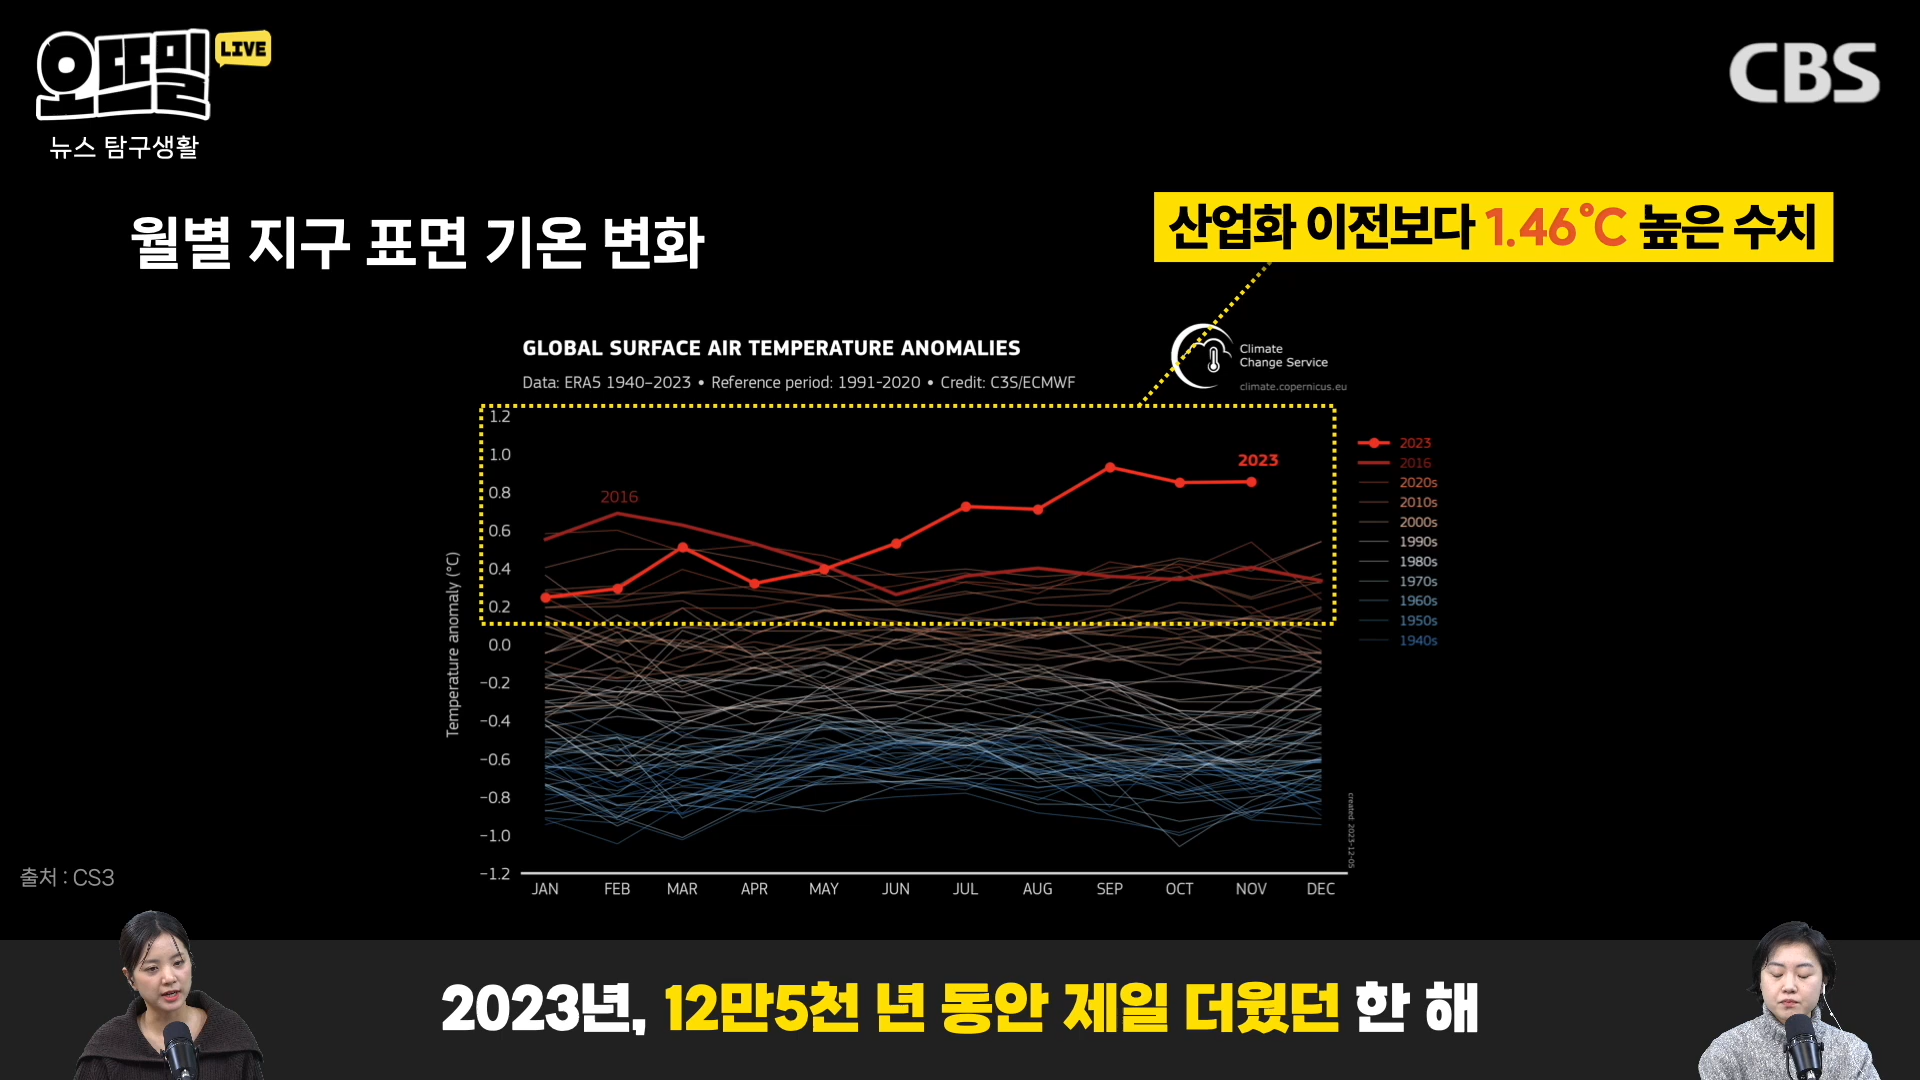 오뜨밀
LIVE
뉴스 탐구생활
CBS
월별 지구 표면 기온 변화
산업화 이전보다 1.46°C 높은 수치
GLOBAL SURFACE AIR TEMPERATURE ANOMALIES
Data: ERA5 1940–2023 • Reference period: 1991-2020 • Credit: C3S/ECMWF
Climate
Change Service
climate.copernicus.eu
Temperature anomaly (°C)
1.2
1.0
0.8
0.6
0.4
0.2
0.0
−0.2
−0.4
−0.6
−0.8
−1.0
−1.2
2016
2023
2023
2016
2020s
2010s
2000s
1990s
1980s
1970s
1960s
1950s
1940s
created: 2023-12-05
JAN FEB MAR APR MAY JUN JUL AUG SEP OCT NOV DEC
출처 : CS3
2023년, 12만5천 년 동안 제일 더웠던 한 해